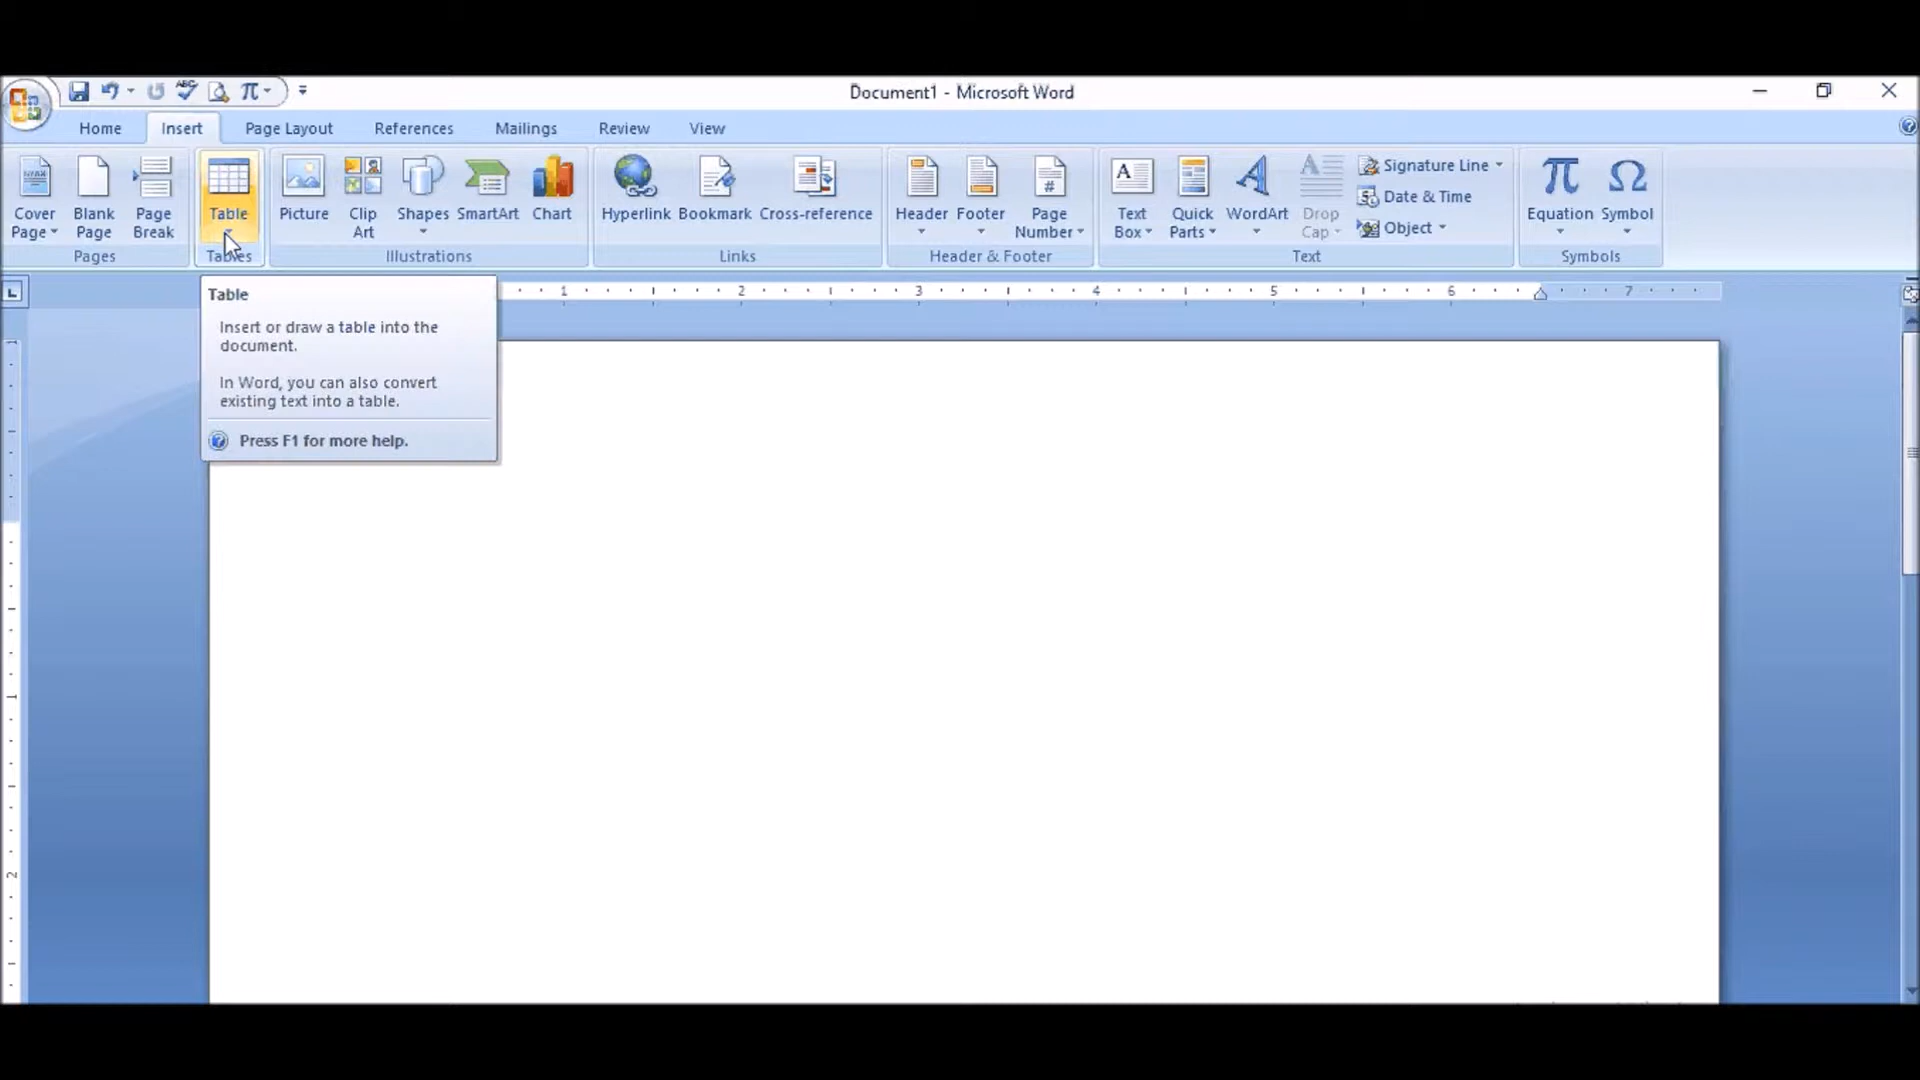 Document1 - Microsoft Word
Home Insert Page Layout References Mailings Review View
Cover Page
Blank Page
Page Break
Pages
Table
Tables
Picture
Clip Art
Shapes
SmartArt
Chart
Illustrations
Hyperlink
Bookmark
Cross-reference
Links
Header
Footer
Page Number
Header & Footer
Text Box
Quick Parts
WordArt
Drop Cap
Signature Line
Date & Time
Object
Text
Equation
Symbol
Symbols
1 2 3 4 5 6 7
Table
Insert or draw a table into the
document.
In Word, you can also convert
existing text into a table.
Press F1 for more help.
1
2